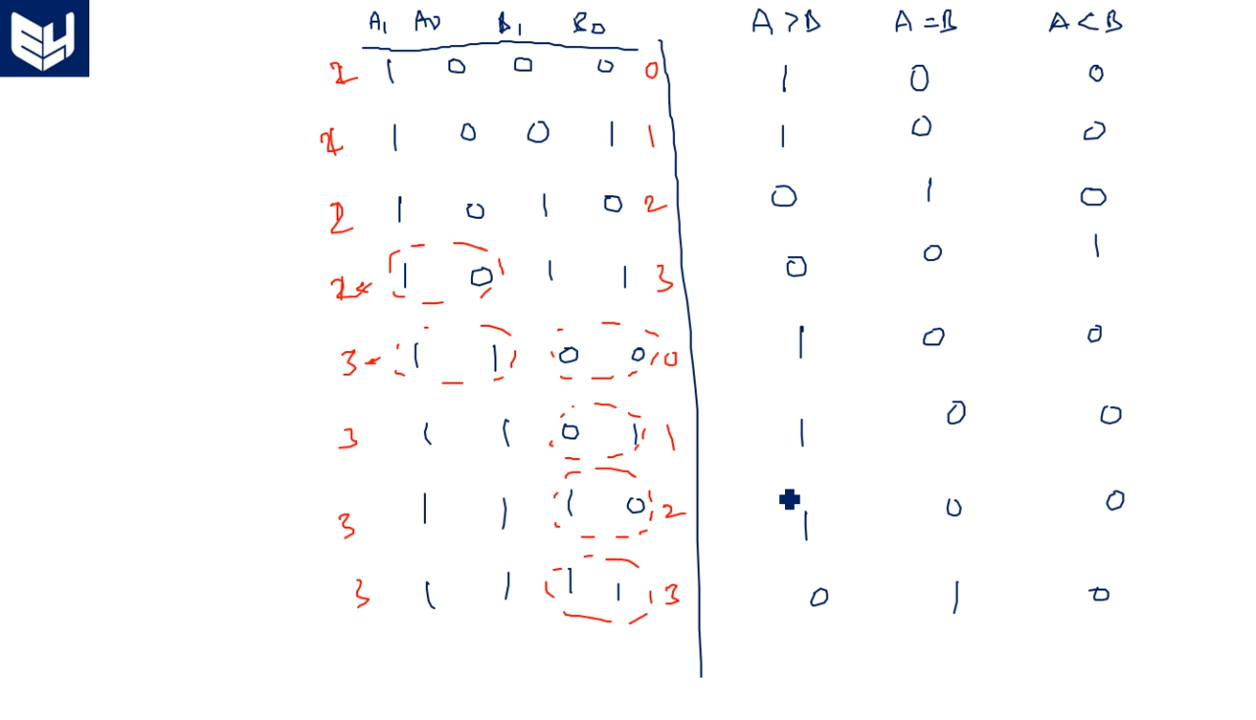 A1 A0 B1 B0 A>B A=B A<B
2 1 0 0 0 0 1 0 0
2 1 0 0 1 1 1 0 0
2 1 0 1 0 2 0 1 0
2 1 0 1 1 3 0 0 1
3 1 1 0 0 0 1 0 0
3 1 1 0 1 1 1 0 0
3 1 1 1 0 2 1 0 0
3 1 1 1 1 3 0 1 0